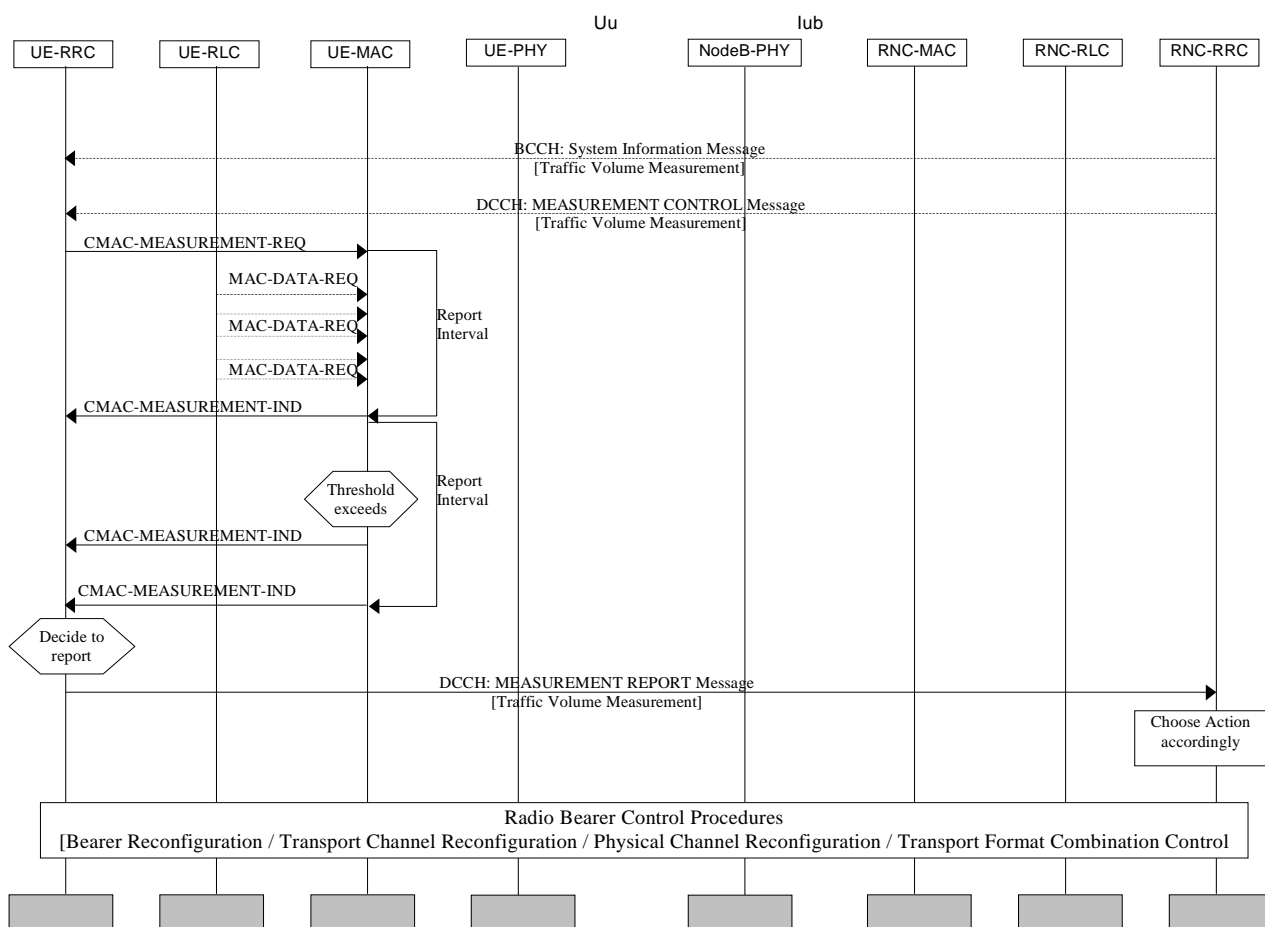 Uu Iub
UE-RRC UE-RLC UE-MAC UE-PHY NodeB-PHY RNC-MAC RNC-RLC RNC-RRC
BCCH: System Information Message
[Traffic Volume Measurement]
DCCH: MEASUREMENT CONTROL Message
[Traffic Volume Measurement]
CMAC-MEASUREMENT-REQ
MAC-DATA-REQ
Report
Interval
MAC-DATA-REQ
MAC-DATA-REQ
CMAC-MEASUREMENT-IND
Report
Interval
Threshold
exceeds
CMAC-MEASUREMENT-IND
CMAC-MEASUREMENT-IND
Decide to
report
DCCH: MEASUREMENT REPORT Message
[Traffic Volume Measurement]
Choose Action
accordingly
Radio Bearer Control Procedures
[Bearer Reconfiguration / Transport Channel Reconfiguration / Physical Channel Reconfiguration / Transport Format Combination Control